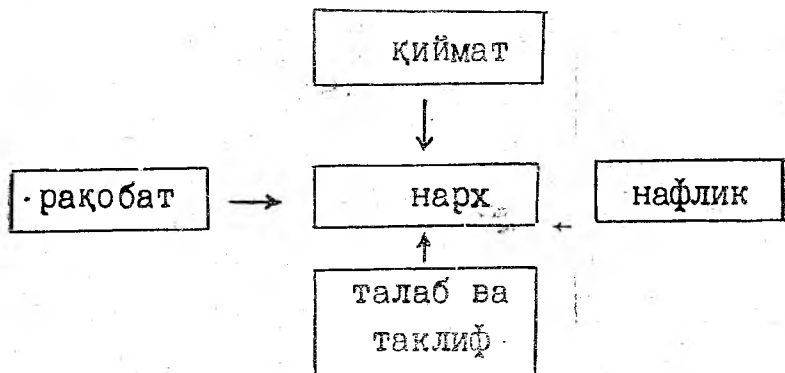 қиймат
рақобат → нарх ← нафлик
↑
талаб ва
таклиф